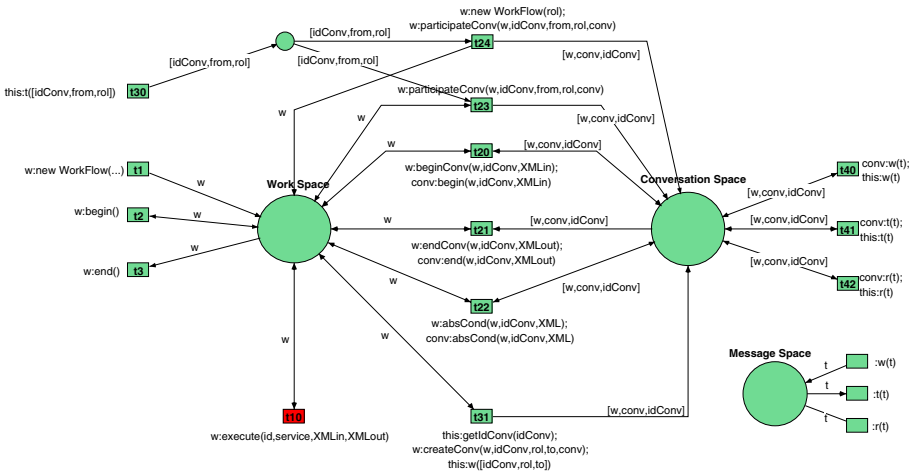 w:new WorkFlow(rol);
w:participateConv(w,idConv,from,rol,conv)
[idConv,from,rol]
t24
[w,conv,idConv]
[idConv,from,rol]
[idConv,from,rol]
this:t([idConv,from,rol])
t30
w:participateConv(w,idConv,from,rol,conv)
w
w
t23
[w,conv,idConv]
w
t20
[w,conv,idConv]
w:new WorkFlow(...)
t1
w
w:beginConv(w,idConv,XMLin)
conv:begin(w,idConv,XMLin)
Work Space
Conversation Space
t40
conv:w(t);
this:w(t)
[w,conv,idConv]
w:begin()
t2
w
w
t21
[w,conv,idConv]
[w,conv,idConv]
t41
conv:t(t);
this:t(t)
w:endConv(w,idConv,XMLout);
conv:end(w,idConv,XMLout)
w:end()
t3
w
w
[w,conv,idConv]
[w,conv,idConv]
t42
conv:r(t);
this:r(t)
t22
w:absCond(w,idConv,XML);
conv:absCond(w,idConv,XML)
w
w
Message Space
t
:w(t)
t
:t(t)
t
:r(t)
t10
w:execute(id,service,XMLin,XMLout)
t31
[w,conv,idConv]
this:getIdConv(idConv);
w:createConv(w,idConv,rol,to,conv);
this:w([idConv,rol,to])